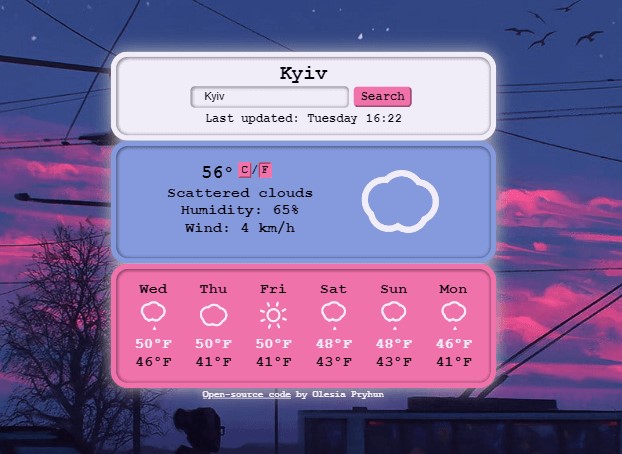 Kyiv
Kyiv Search
Last updated: Tuesday 16:22
56° C/F
Scattered clouds
Humidity: 65%
Wind: 4 km/h
Wed Thu Fri Sat Sun Mon
50°F 50°F 50°F 48°F 48°F 46°F
46°F 41°F 41°F 43°F 43°F 41°F
Open-source code by Olesia Pryhun